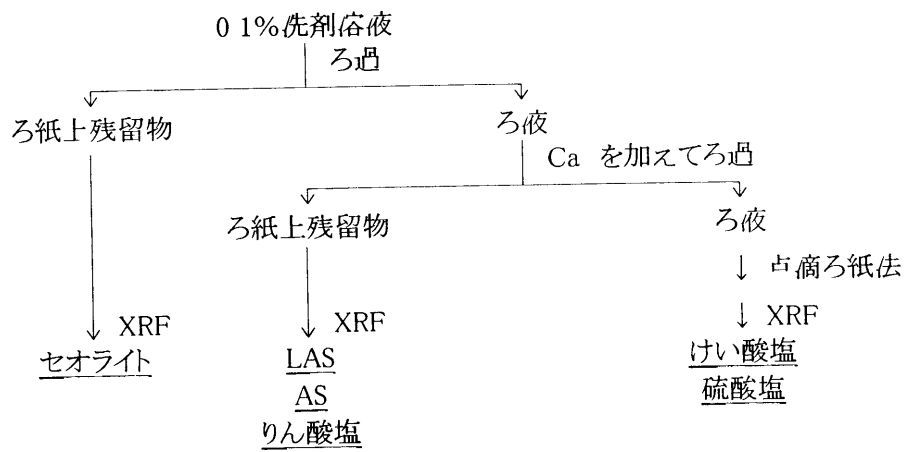 0 1%洗剤溶液
ろ過
ろ紙上残留物
ろ液
Ca を加えてろ過
ろ紙上残留物
ろ液
点滴ろ紙法
XRF
XRF
XRF
セオライト
LAS
AS
りん酸塩
けい酸塩
硫酸塩